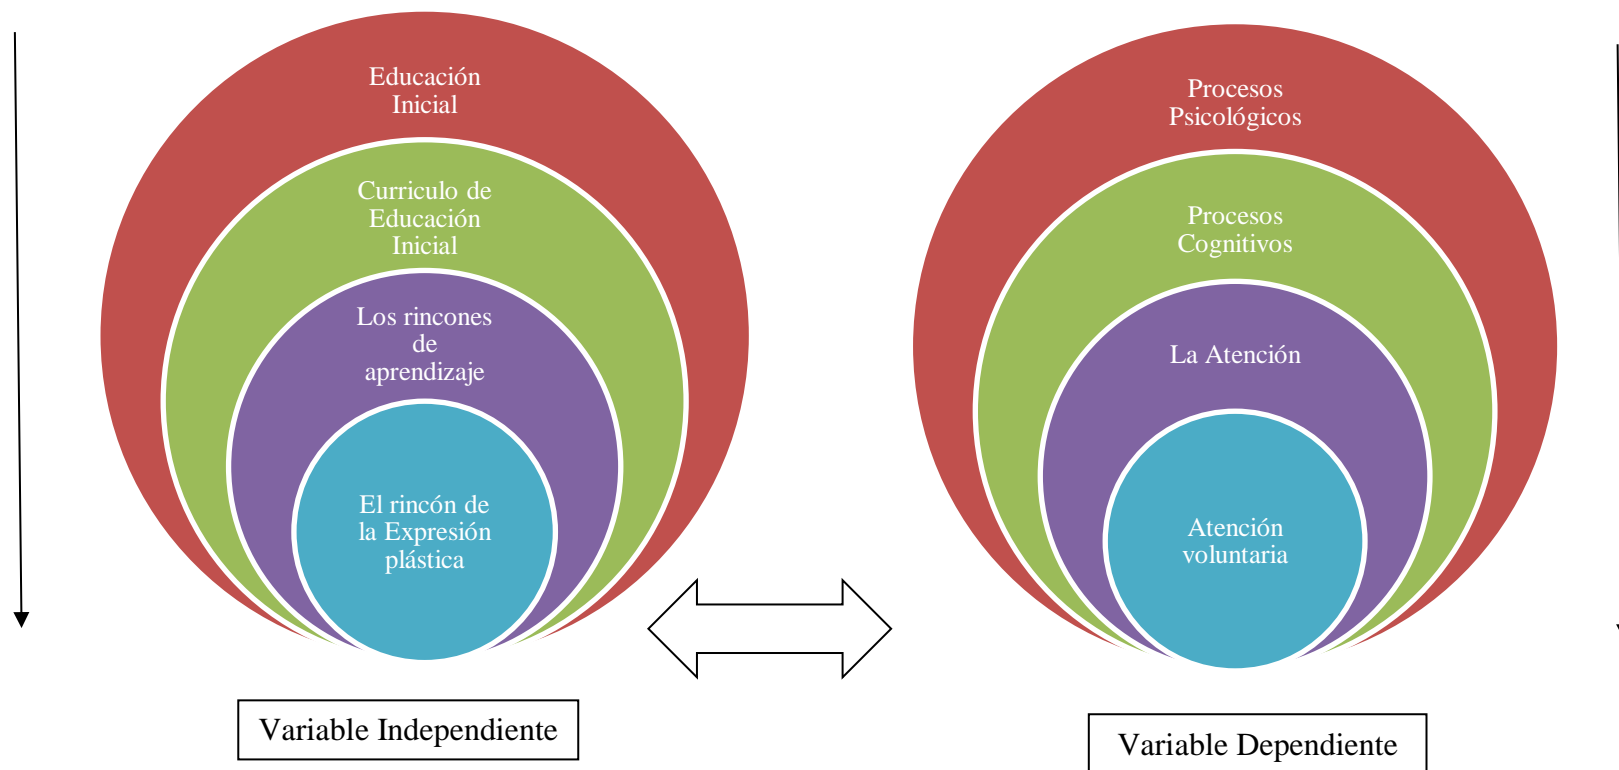 Educación
Inicial
Curriculo de
Educación
Inicial
Los rincones
de
aprendizaje
El rincón de
la Expresión
plástica
Variable Independiente
Procesos
Psicológicos
Procesos
Cognitivos
La Atención
Atención
voluntaria
Variable Dependiente